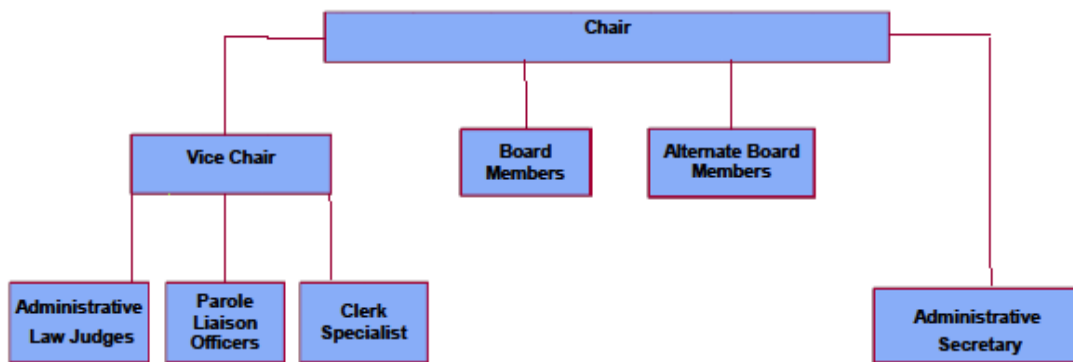 Chair
Vice Chair
Board
Members
Alternate Board
Members
Administrative
Law Judges
Parole
Liaison
Officers
Clerk
Specialist
Administrative
Secretary